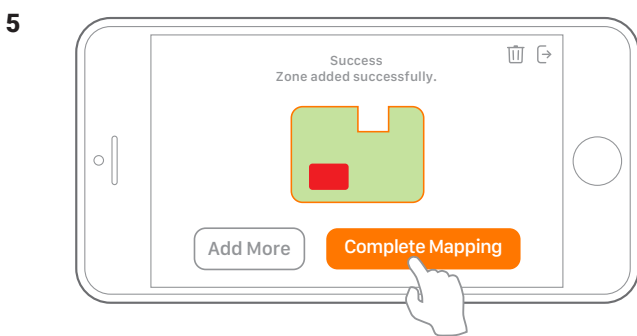 5
Success
Zone added successfully.
Add More
Complete Mapping